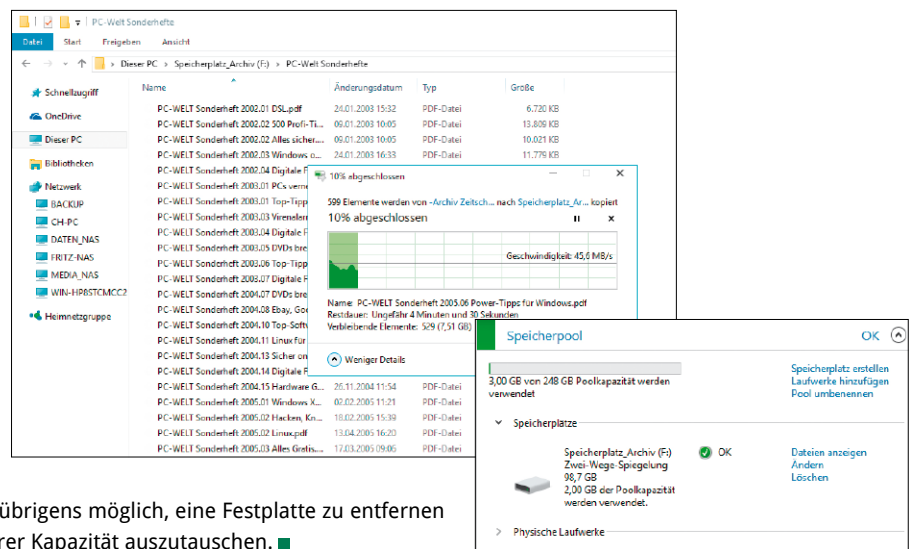 PC-Welt Sonderhefte
Datei Start Freigeben Ansicht
Dieser PC > Speicherplatz_Archiv (F:) > PC-Welt Sonderhefte
Name Änderungsdatum Typ Größe
Schnellzugriff
OneDrive
Dieser PC
Bibliotheken
Netzwerk
BACKUP
CH-PC
DATEN_NAS
FRITZ-NAS
MEDIA_NAS
WIN-HP8STCMCC2
Heimnetzgruppe
PC-WELT Sonderheft 2002.01 DSL.pdf 24.01.2003 15:32 PDF-Datei 6.720 KB
PC-WELT Sonderheft 2002.02 500 Profi-Ti... 09.01.2003 10:05 PDF-Datei 13.809 KB
PC-WELT Sonderheft 2002.02 Alles sicher.... 09.01.2003 10:05 PDF-Datei 10.021 KB
PC-WELT Sonderheft 2002.03 Windows o... 24.01.2003 16:33 PDF-Datei 11.779 KB
PC-WELT Sonderheft 2002.04 Digitale F
PC-WELT Sonderheft 2003.01 PCs verne
PC-WELT Sonderheft 2003.01 Top-Tipp
PC-WELT Sonderheft 2003.03 Virenalar
PC-WELT Sonderheft 2003.04 Digitale F
PC-WELT Sonderheft 2003.05 DVDs bre
PC-WELT Sonderheft 2003.06 Top-Tipp
PC-WELT Sonderheft 2003.07 Digitale F
PC-WELT Sonderheft 2004.07 DVDs bre
PC-WELT Sonderheft 2004.08 Ebay, Goo
PC-WELT Sonderheft 2004.10 Top-Softw
PC-WELT Sonderheft 2004.11 Linux für
PC-WELT Sonderheft 2004.13 Sicher on
PC-WELT Sonderheft 2004.14 Digitale F
PC-WELT Sonderheft 2004.15 Hardware G... 26.11.2004 11:54 PDF-Datei
PC-WELT Sonderheft 2005.01 Windows X... 02.02.2005 11:21 PDF-Datei
PC-WELT Sonderheft 2005.02 Hacken, Kn... 18.02.2005 15:39 PDF-Datei
PC-WELT Sonderheft 2005.02 Linux.pdf 13.04.2005 16:20 PDF-Datei
PC-WELT Sonderheft 2005.03 Alles Gratis.... 17.03.2005 09:06 PDF-Datei
10% abgeschlossen
599 Elemente werden von -Archiv Zeitsch... nach Speicherplatz_Ar... kopiert
10% abgeschlossen
Geschwindigkeit: 45,6 MB/s
Name: PC-WELT Sonderheft 2005.06 Power-Tipps für Windows.pdf
Restdauer: Ungefähr 4 Minuten und 30 Sekunden
Verbleibende Elemente: 529 (7,51 GB)
Weniger Details
Speicherpool OK
3,00 GB von 248 GB Poolkapazität werden
verwendet
Speicherplatz erstellen
Laufwerke hinzufügen
Pool umbenennen
Speicherplätze
Speicherplatz_Archiv (F:)
Zwei-Wege-Spiegelung
98,7 GB
2,00 GB der Poolkapazität
werden verwendet.
OK
Dateien anzeigen
Ändern
Löschen
Physische Laufwerke
übrigens möglich, eine Festplatte zu entfernen
rer Kapazität auszutauschen.